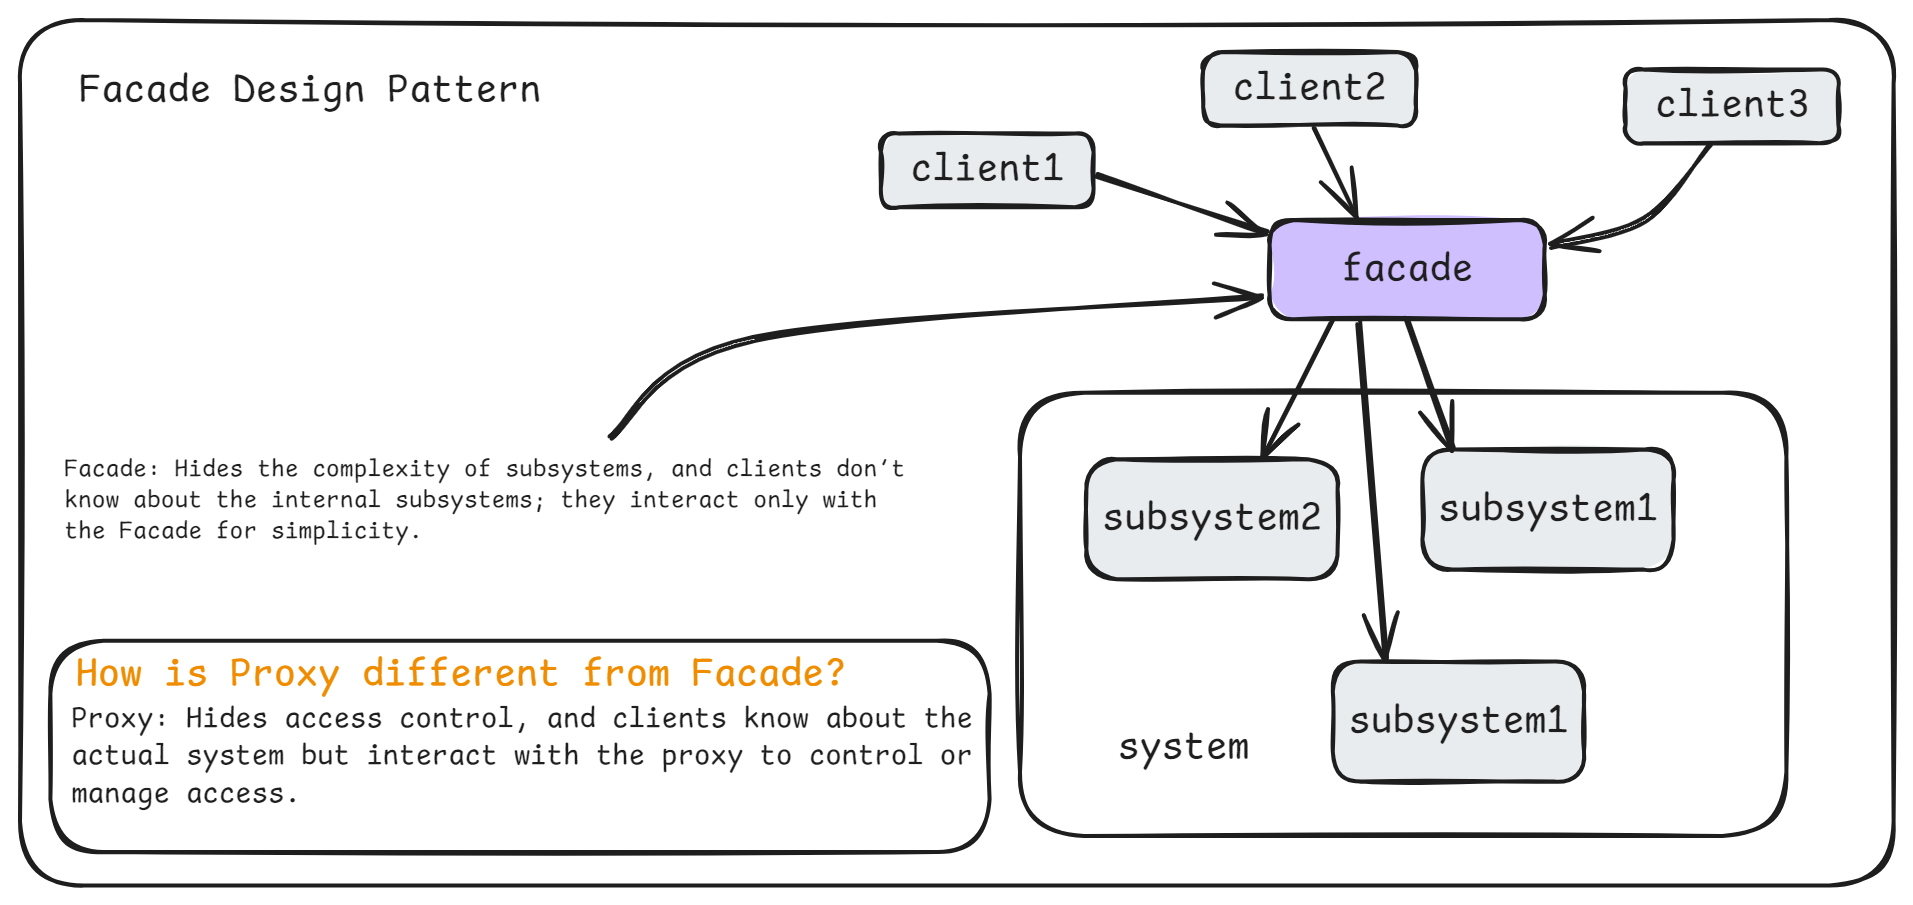 Facade Design Pattern
client2
client3
client1
facade
Facade: Hides the complexity of subsystems, and clients don't
know about the internal subsystems; they interact only with
the Facade for simplicity.
subsystem2
subsystem1
subsystem1
system
How is Proxy different from Facade?
Proxy: Hides access control, and clients know about the
actual system but interact with the proxy to control or
manage access.